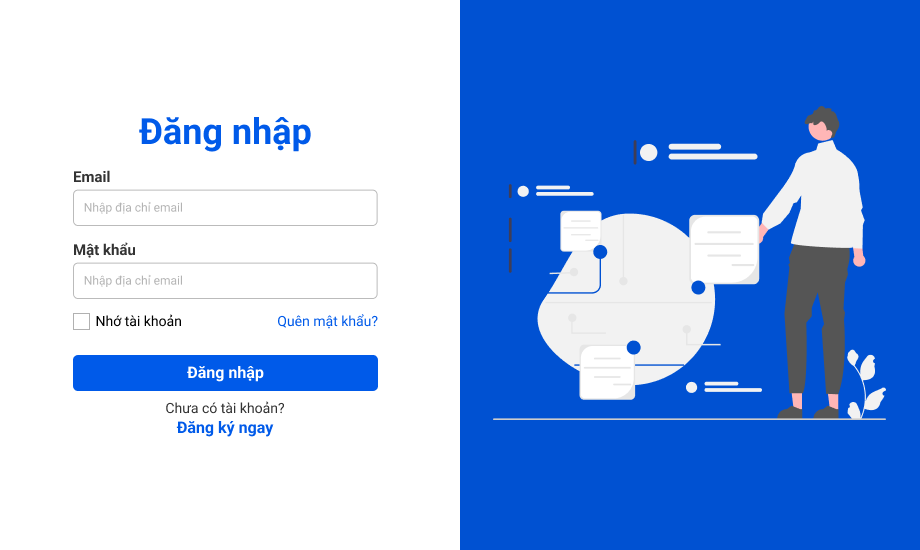 Đăng nhập
Email
Nhập địa chỉ email
Mật khẩu
Nhập địa chỉ email
Nhớ tài khoản
Quên mật khẩu?
Đăng nhập
Chưa có tài khoản?
Đăng ký ngay